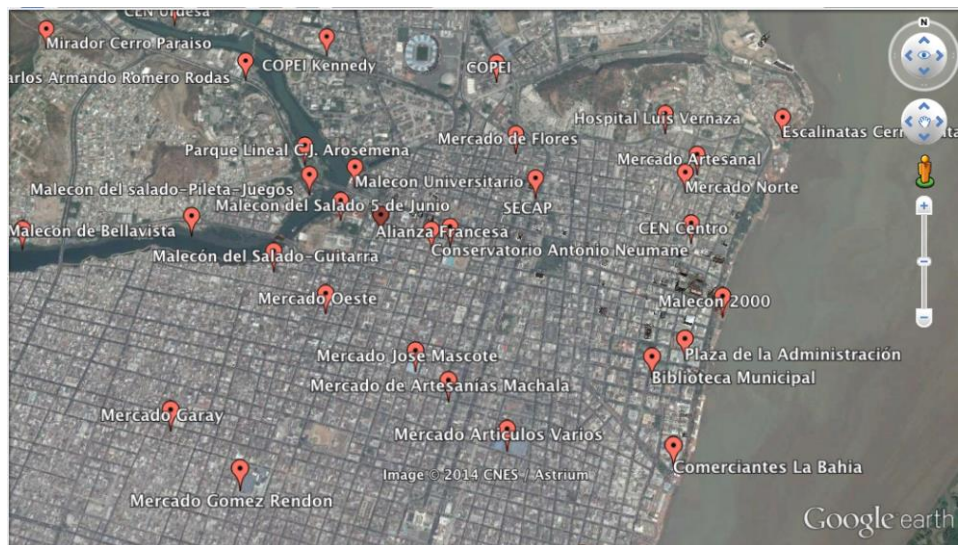 CEN Urdesa
Mirador Cerro Paraiso
COPEI Kennedy
COPEI
arlos Armando Romero Rodas
N
Hospital Luis Vernaza
Escalinatas Cerro
Mercado de Flores
Parque Lineal C.J. Arosemena
Mercado Artesanal
Malecon del salado-Pileta-Juegos
Malecon Universitario
Mercado Norte
Malecon del Salado 5 de Junio
SECAP
Malecón de Bellavista
Alianza Francesa
CEN Centro
Malecón del Salado-Guitarra
Conservatorio Antonio Neumane
Mercado Oeste
Malecon 2000
Mercado Jose Mascote
Plaza de la Administración
Mercado de Artesanias Machala
Biblioteca Municipal
Mercado Garay
Mercado Articulos Varios
Comerciantes La Bahia
Image © 2014 CNES / Astrium
Mercado Gomez Rendon
Google earth